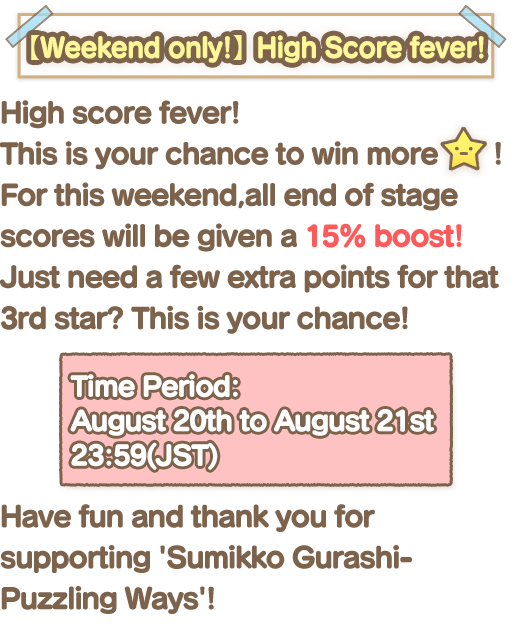 【Weekend only!】High Score fever!
High score fever!
This is your chance to win more !
For this weekend,all end of stage
scores will be given a 15% boost!
Just need a few extra points for that
3rd star? This is your chance!
Time Period:
August 20th to August 21st
23:59(JST)
Have fun and thank you for
supporting 'Sumikko Gurashi-
Puzzling Ways'!